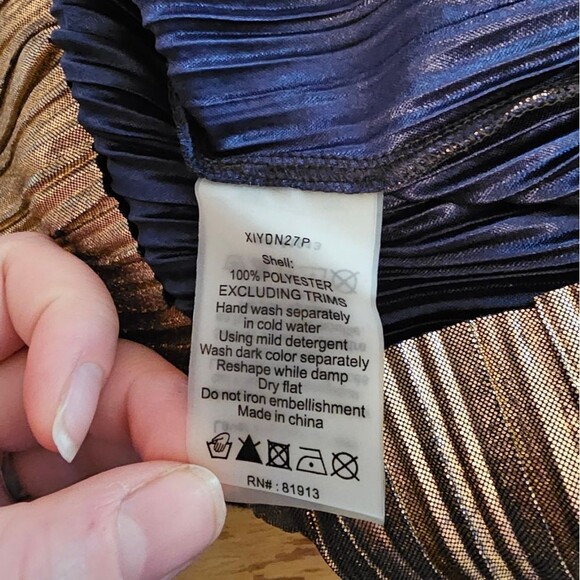 XIYDN27P
Shell:
100% POLYESTER
EXCLUDING TRIMS
Hand wash separately
in cold water
Using mild detergent
Wash dark color separately
Reshape while damp
Dry flat
Do not iron embellishment
Made in china
RN# : 81913